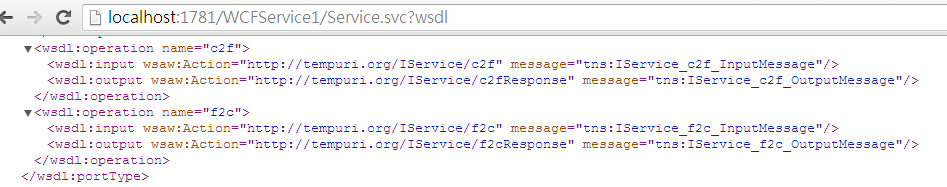 localhost:1781/WCFService1/Service.svc?wsdl
<wsdl:operation name="c2f">
<wsdl:input wsaw:Action="http://tempuri.org/IService/c2f" message="tns:IService_c2f_InputMessage"/>
<wsdl:output wsaw:Action="http://tempuri.org/IService/c2fResponse" message="tns:IService_c2f_OutputMessage"/>
</wsdl:operation>
<wsdl:operation name="f2c">
<wsdl:input wsaw:Action="http://tempuri.org/IService/f2c" message="tns:IService_f2c_InputMessage"/>
<wsdl:output wsaw:Action="http://tempuri.org/IService/f2cResponse" message="tns:IService_f2c_OutputMessage"/>
</wsdl:operation>
</wsdl:portType>